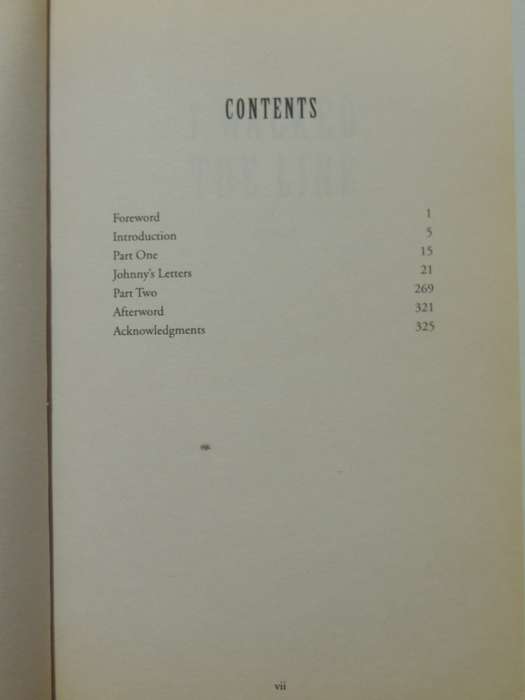 CONTENTS
Foreword 1
Introduction 5
Part One 15
Johnny's Letters 21
Part Two 269
Afterword 321
Acknowledgments 325
vii